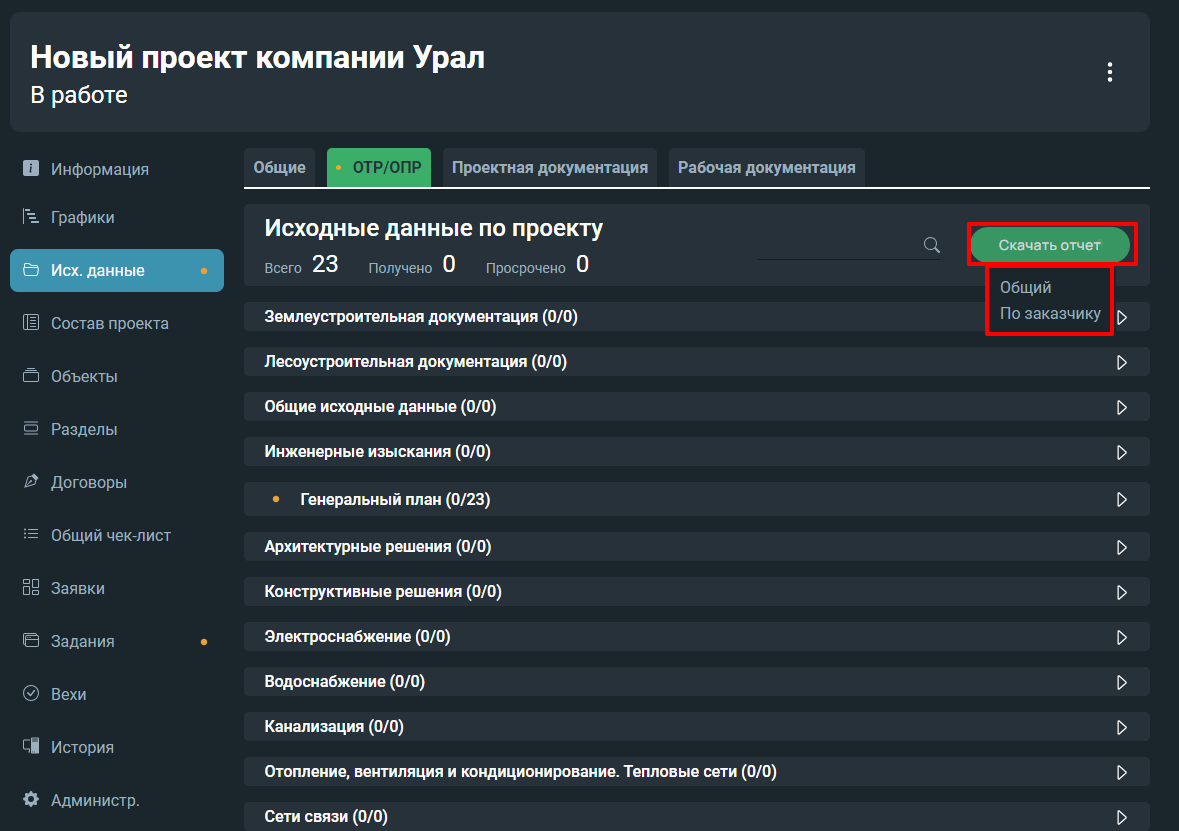 Новый проект компании Урал
В работе
Информация
Графики
Исх. данные
Состав проекта
Объекты
Разделы
Договоры
Общий чек-лист
Заявки
Задания
Вехи
История
Администр.
Общие ОТР/ОПР Проектная документация Рабочая документация
Исходные данные по проекту
Всего 23 Получено 0 Просрочено 0
Скачать отчет
Общий
По заказчику
Землеустроительная документация (0/0)
Лесоустроительная документация (0/0)
Общие исходные данные (0/0)
Инженерные изыскания (0/0)
Генеральный план (0/23)
Архитектурные решения (0/0)
Конструктивные решения (0/0)
Электроснабжение (0/0)
Водоснабжение (0/0)
Канализация (0/0)
Отопление, вентиляция и кондиционирование. Тепловые сети (0/0)
Сети связи (0/0)